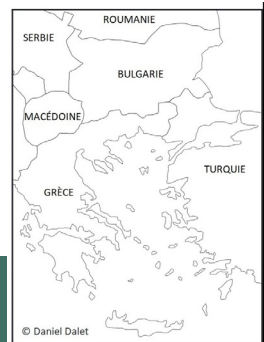 ROUMANIE
SERBIE
BULGARIE
MACÉDOINE
TURQUIE
GRÈCE
© Daniel Dalet